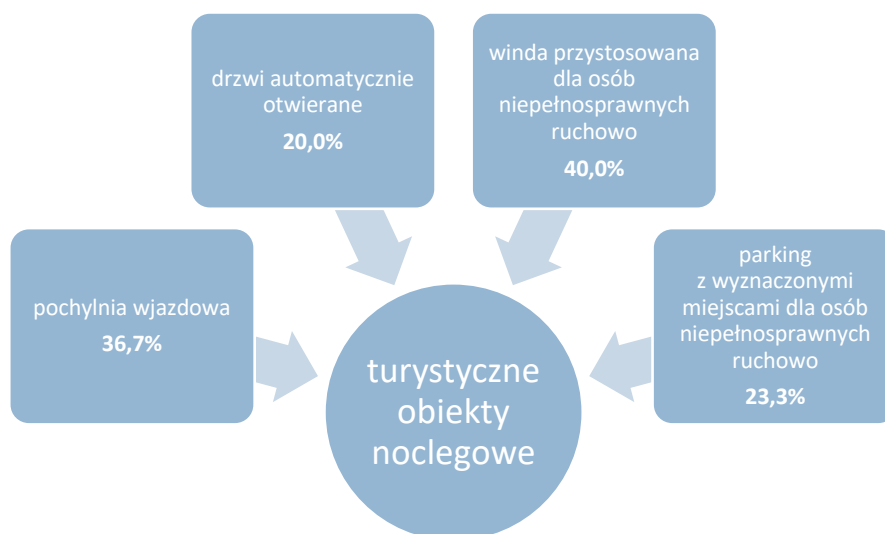 drzwi automatycznie
otwierane
20,0%
winda przystosowana
dla osób
niepełnosprawnych
ruchowo
40,0%
pochylnia wjazdowa
36,7%
parking
z wyznaczonymi
miejscami dla osób
niepełnosprawnych
ruchowo
23,3%
turystyczne
obiekty
noclegowe